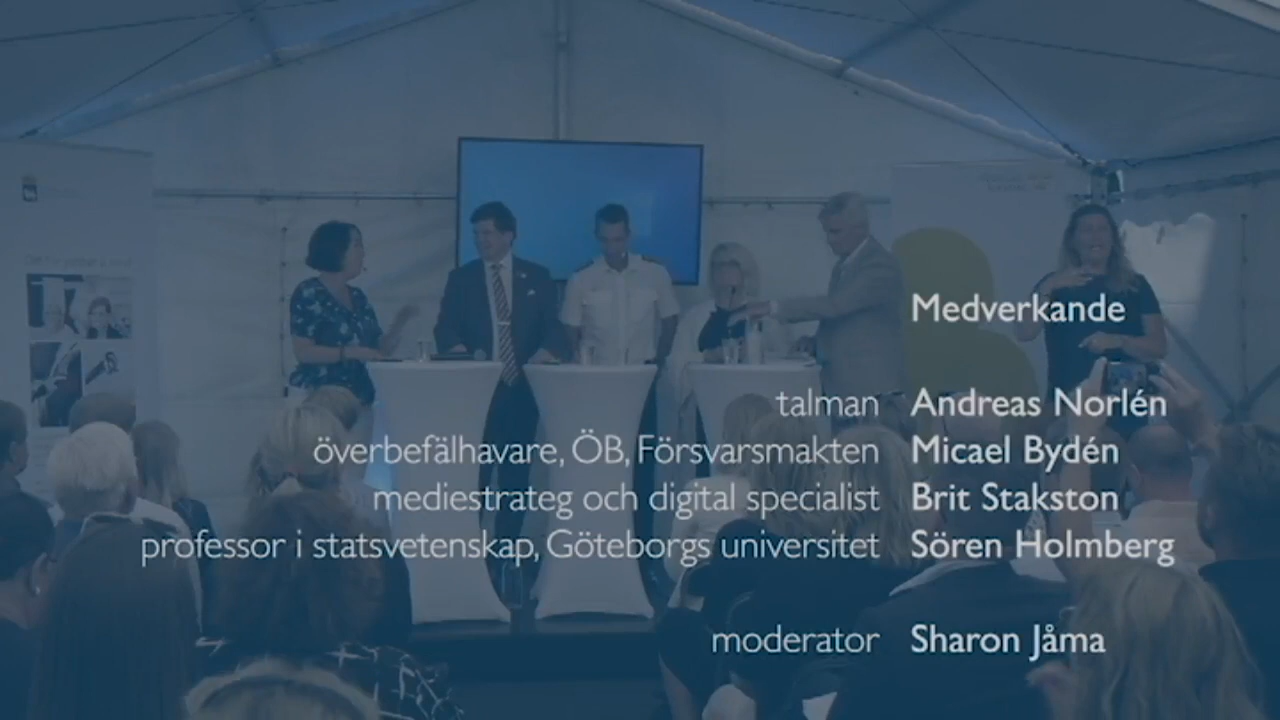 Medverkande
talman Andreas Norlén
överbefälhavare, ÖB, Försvarsmakten Micael Bydén
mediestrateg och digital specialist Brit Stakston
professor i statsvetenskap, Göteborgs universitet Sören Holmberg
moderator Sharon Jåma